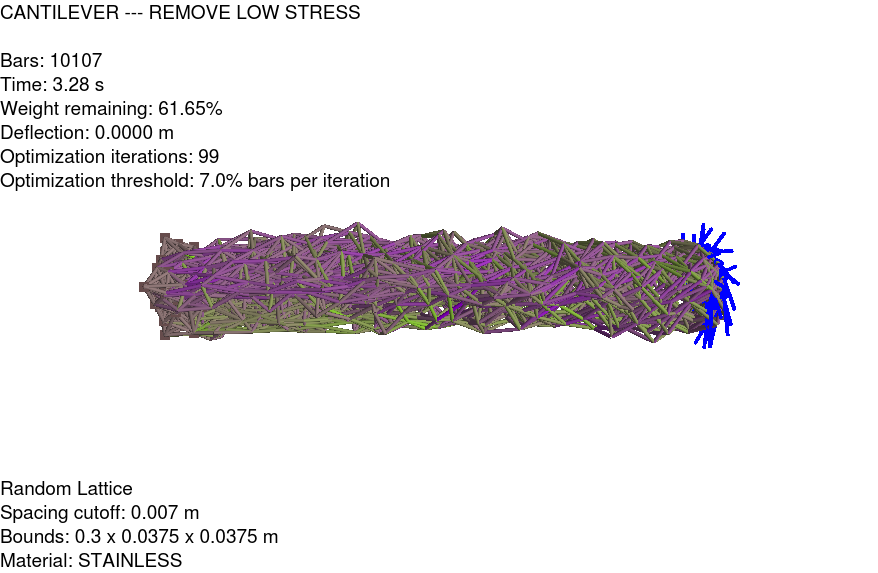 CANTILEVER --- REMOVE LOW STRESS
Bars: 10107
Time: 3.28 s
Weight remaining: 61.65%
Deflection: 0.0000 m
Optimization iterations: 99
Optimization threshold: 7.0% bars per iteration
Random Lattice
Spacing cutoff: 0.007 m
Bounds: 0.3 x 0.0375 x 0.0375 m
Material: STAINLESS